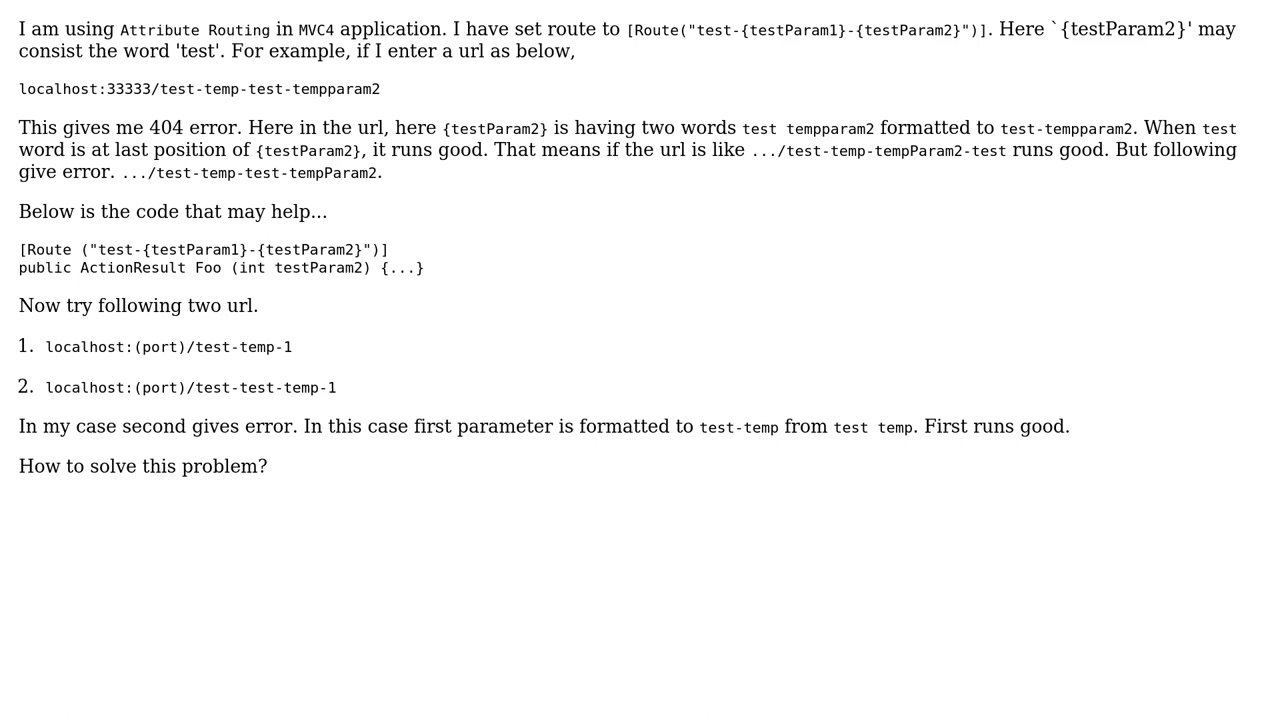 I am using Attribute Routing in MVC4 application. I have set route to [Route("test-{testParam1}-{testParam2}")]. Here `{testParam2}' may
consist the word 'test'. For example, if I enter a url as below,
localhost:33333/test-temp-test-tempparam2
This gives me 404 error. Here in the url, here {testParam2} is having two words test tempparam2 formatted to test-tempparam2. When test
word is at last position of {testParam2}, it runs good. That means if the url is like .../test-temp-tempParam2-test runs good. But following
give error. .../test-temp-test-tempParam2.
Below is the code that may help...
[Route ("test-{testParam1}-{testParam2}")]
public ActionResult Foo (int testParam2) {...}
Now try following two url.
1. localhost:(port)/test-temp-1
2. localhost:(port)/test-test-temp-1
In my case second gives error. In this case first parameter is formatted to test-temp from test temp. First runs good.
How to solve this problem?